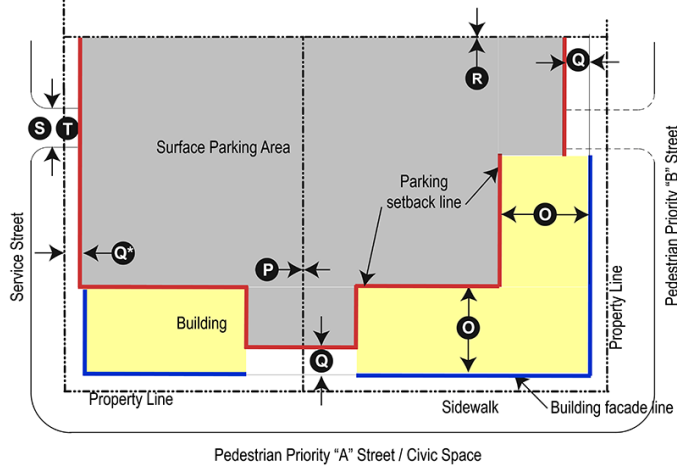 R
Q
S T
Surface Parking Area
Parking
setback line
Pedestrian Priority “B” Street
O
Service Street
Q*
P
Property Line
Building
O
Q
Property Line
Sidewalk
Building facade line
Pedestrian Priority “A” Street / Civic Space